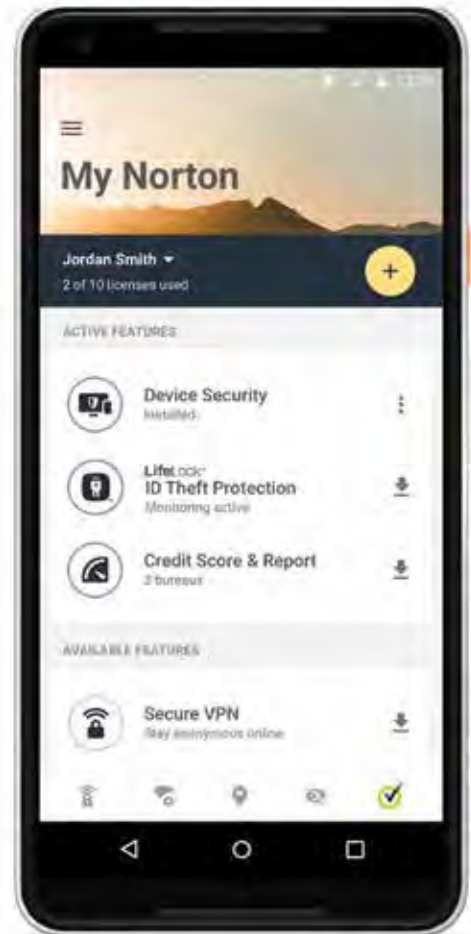 My Norton
Jordan Smith
2 of 10 licenses used
ACTIVE FEATURES
Device Security
Installed
LifeLock
ID Theft Protection
Monitoring active
Credit Score & Report
bureaus
AVAILABLE FEATURES
Secure VPN
Stay anonymous online